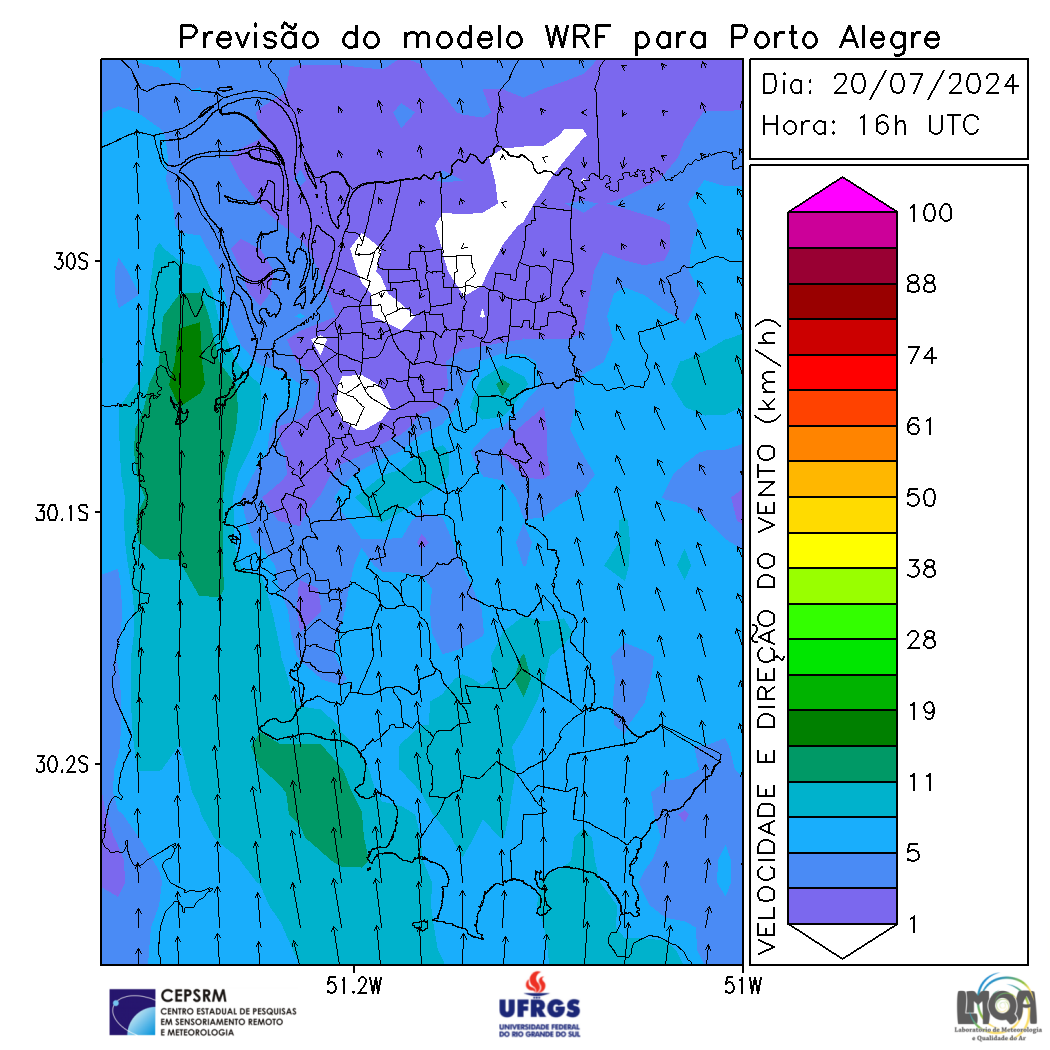 Previsão do modelo WRF para Porto Alegre
Dia: 20/07/2024
Hora: 16h UTC
30S
30.1S
30.2S
51.2W
51W
VELOCIDADE E DIREÇÃO DO VENTO (km/h)
100
88
74
61
50
38
28
19
11
5
1
CEPSRM
CENTRO ESTADUAL DE PESQUISAS
EM SENSORIAMENTO REMOTO
E METEOROLOGIA
UFRGS
UNIVERSIDADE FEDERAL
DO RIO GRANDE DO SUL
LMQA
Laboratório de Meteorologia
e Qualidade do Ar